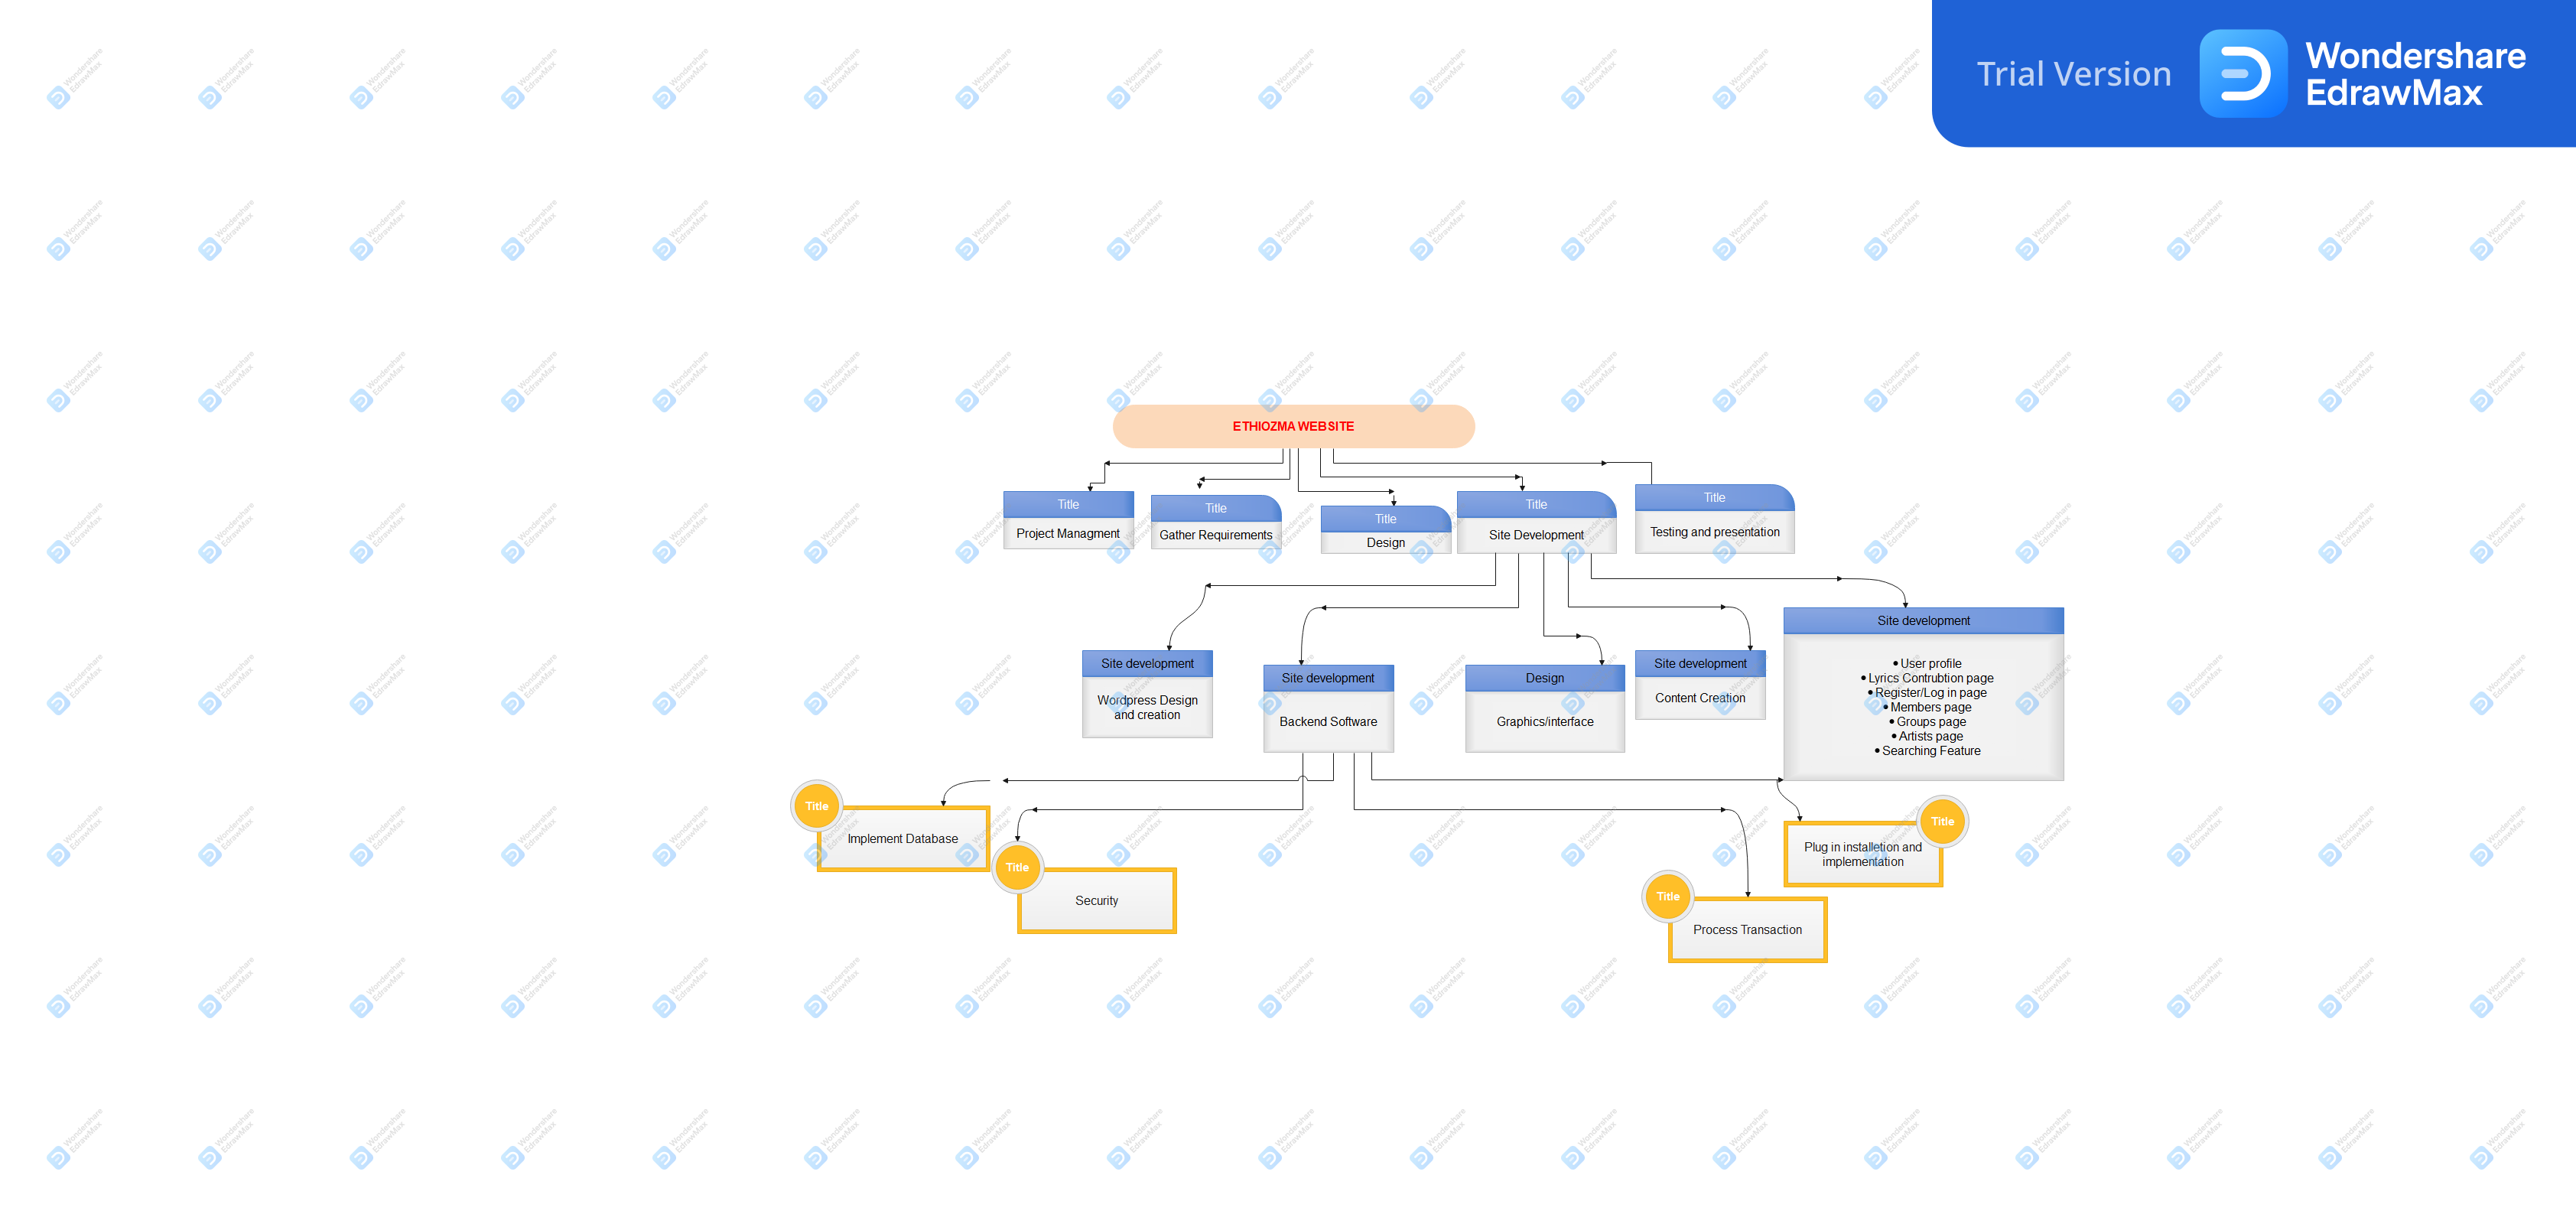 Trial Version
Wondershare
EdrawMax
ETHIOZMA WEBSITE
Title
Project Managment
Title
Gather Requirements
Title
Design
Title
Site Development
Title
Testing and presentation
Site development
Wordpress Design
and creation
Site development
Backend Software
Design
Graphics/interface
Site development
Content Creation
Site development
• User profile
• Lyrics Contrubtion page
• Register/Log in page
• Members page
• Groups page
• Artists page
• Searching Feature
Title
Implement Database
Title
Security
Title
Process Transaction
Title
Plug in installetion and
implementation